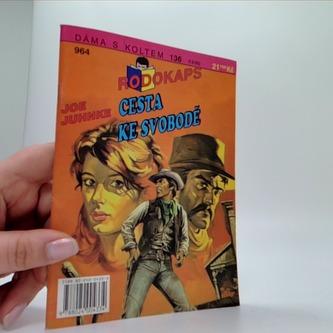 DÁMA S KOLTEM 136
964
21 Kč
RODOKAPS
JOE
JUHNKE
CESTA
KE SVOBODĚ